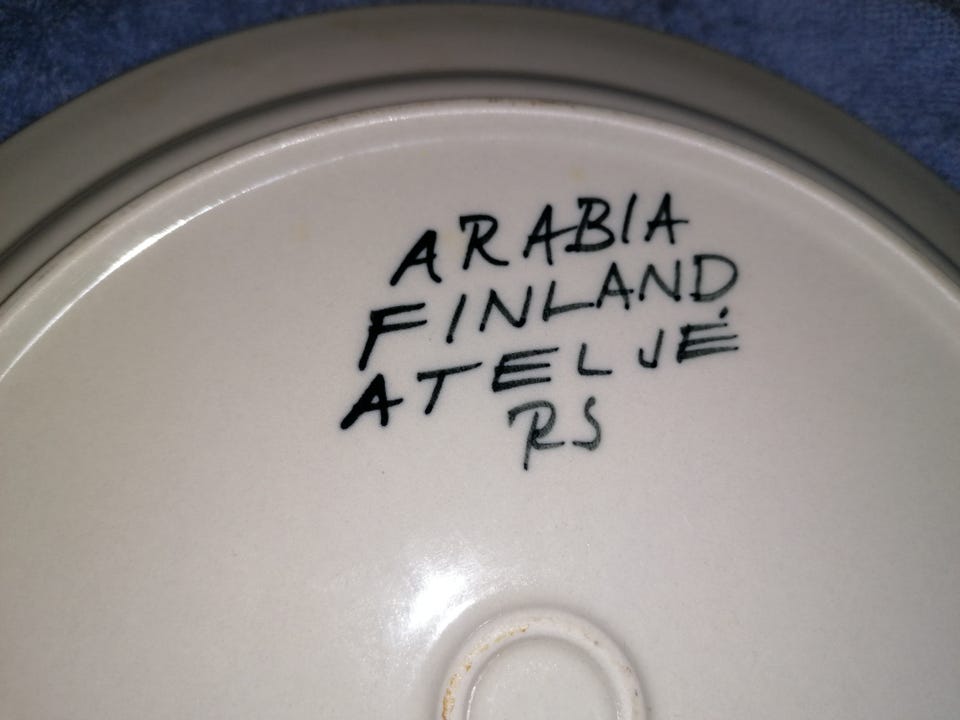 ARABIA
FINLAND
ATELJÉ
RS